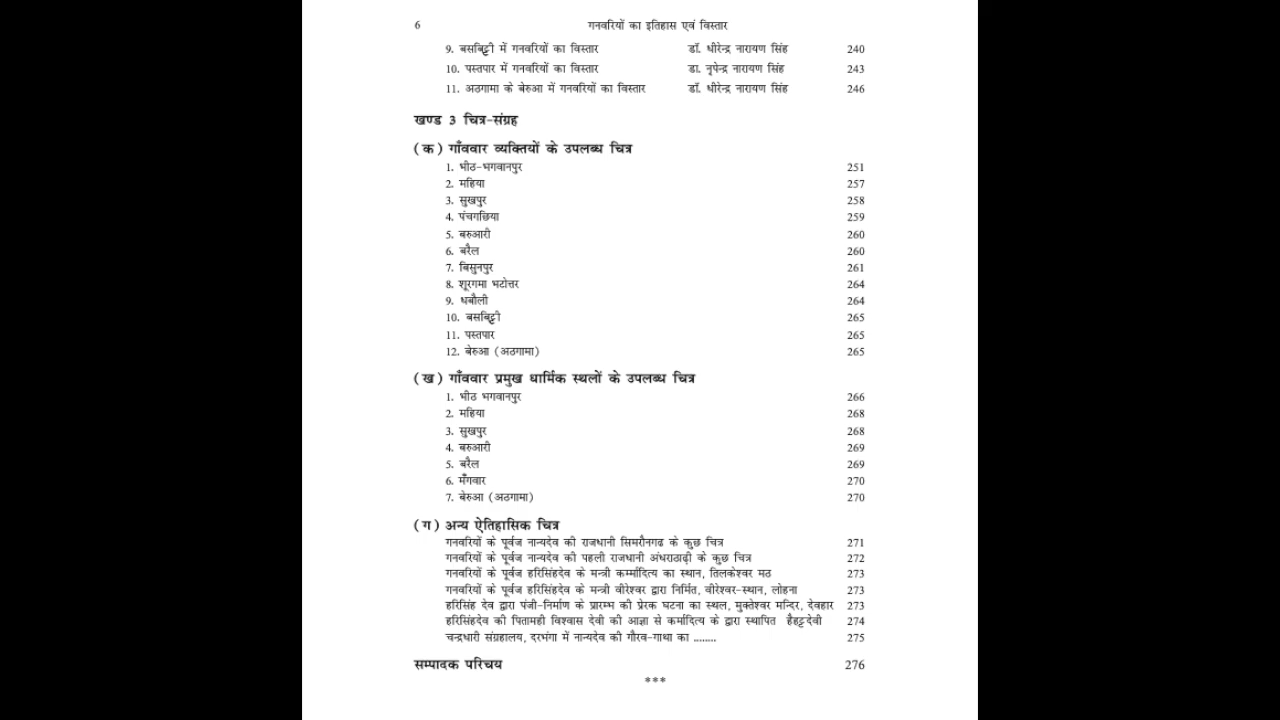 6 गनवरियों का इतिहास एवं विस्तार
9. बसबिट्टी में गनवरियों का विस्तार डॉ. धीरेन्द्र नारायण सिंह 240
10. पस्तपार में गनवरियों का विस्तार डा. नृपेन्द्र नारायण सिंह 243
11. अठगामा के बेरुआ में गनवरियों का विस्तार डॉ. धीरेन्द्र नारायण सिंह 246
खण्ड 3 चित्र-संग्रह
(क) गाँववार व्यक्तियों के उपलब्ध चित्र
1. भीठ-भगवानपुर 251
2. महिया 257
3. सुखपुर 258
4. पंचगछिया 259
5. बरुआरी 260
6. बरैल 260
7. बिसुनपुर 261
8. शूरगमा भटोत्तर 264
9. धबौली 264
10. बसबिट्टी 265
11. पस्तपार 265
12. बेरुआ (अठगामा) 265
(ख) गाँववार प्रमुख धार्मिक स्थलों के उपलब्ध चित्र
1. भीठ भगवानपुर 266
2. महिया 268
3. सुखपुर 268
4. बरुआरी 269
5. बरैल 269
6. मँगवार 270
7. बेरुआ (अठगामा) 270
(ग) अन्य ऐतिहासिक चित्र
गनवरियों के पूर्वज नान्यदेव की राजधानी सिमरौनगढ के कुछ चित्र 271
गनवरियों के पूर्वज नान्यदेव की पहली राजधानी अंधराठाढ़ी के कुछ चित्र 272
गनवरियों के पूर्वज हरिसिंहदेव के मन्त्री कर्म्मादित्य का स्थान, तिलकेश्वर मठ 273
गनवरियों के पूर्वज हरिसिंहदेव के मन्त्री वीरेश्वर द्वारा निर्मित, वीरेश्वर-स्थान, लोहना 273
हरिसिंह देव द्वारा पंजी-निर्माण के प्रारम्भ की प्रेरक घटना का स्थल, मुक्तेश्वर मन्दिर, देवहार 273
हरिसिंहदेव की पितामही विश्वास देवी की आज्ञा से कर्मादित्य के द्वारा स्थापित हैहट्टदेवी 274
चन्द्रधारी संग्रहालय, दरभंगा में नान्यदेव की गौरव-गाथा का ........ 275
सम्पादक परिचय 276
***